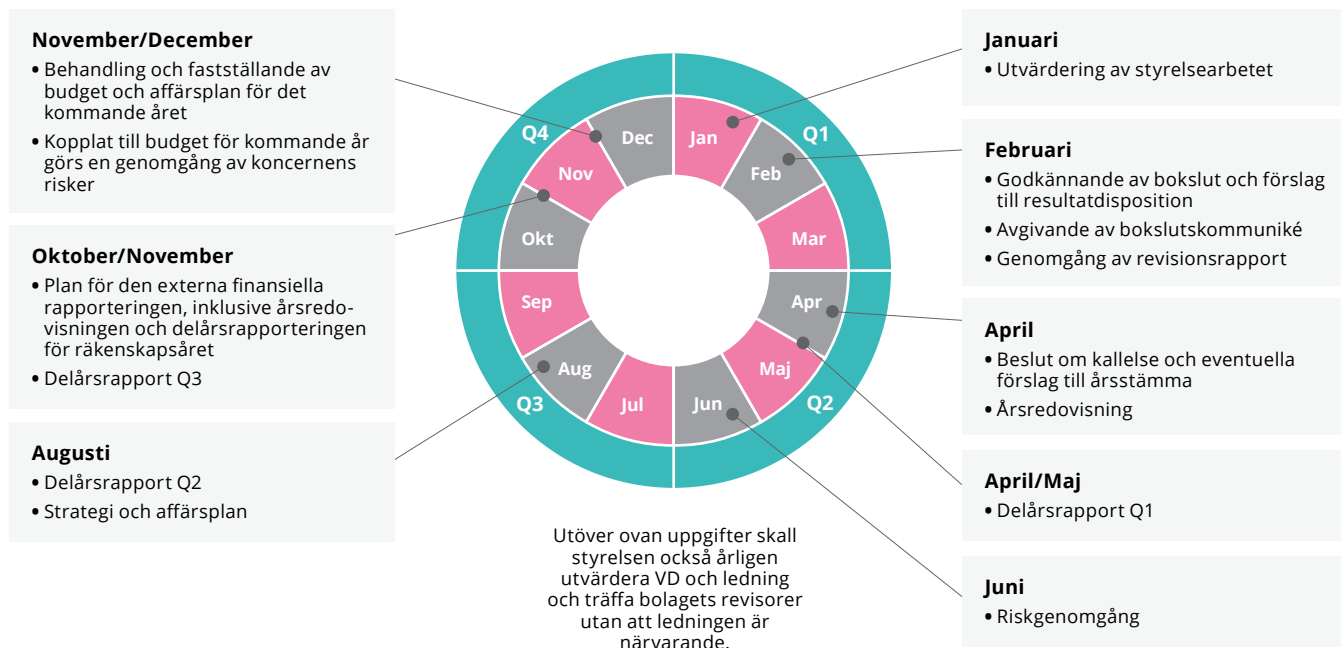 November/December
• Behandling och fastställande av
budget och affärsplan för det
kommande året
• Kopplat till budget för kommande år
görs en genomgång av koncernens
risker
Oktober/November
• Plan för den externa finansiella
rapporteringen, inklusive årsredo-
visningen och delårsrapporteringen
för räkenskapsåret
• Delårsrapport Q3
Augusti
• Delårsrapport Q2
• Strategi och affärsplan
Q4
Q1
Q3
Q2
Dec
Jan
Nov
Feb
Okt
Mar
Sep
Apr
Aug
Maj
Jul
Jun
Utöver ovan uppgifter skall
styrelsen också årligen
utvärdera VD och ledning
och träffa bolagets revisorer
utan att ledningen är
närvarande.
Januari
• Utvärdering av styrelsearbetet
Februari
• Godkännande av bokslut och förslag
till resultatdisposition
• Avgivande av bokslutskommuniké
• Genomgång av revisionsrapport
April
• Beslut om kallelse och eventuella
förslag till årsstämma
• Årsredovisning
April/Maj
• Delårsrapport Q1
Juni
• Riskgenomgång